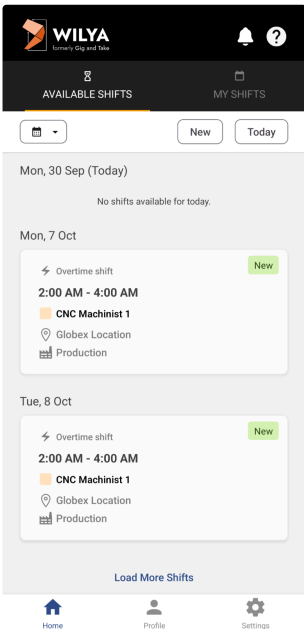 WILYA
formerly Gig and Take
AVAILABLE SHIFTS
MY SHIFTS
New
Today
Mon, 30 Sep (Today)
No shifts available for today.
Mon, 7 Oct
Overtime shift
New
2:00 AM - 4:00 AM
CNC Machinist 1
Globex Location
Production
Tue, 8 Oct
Overtime shift
New
2:00 AM - 4:00 AM
CNC Machinist 1
Globex Location
Production
Load More Shifts
Home
Profile
Settings